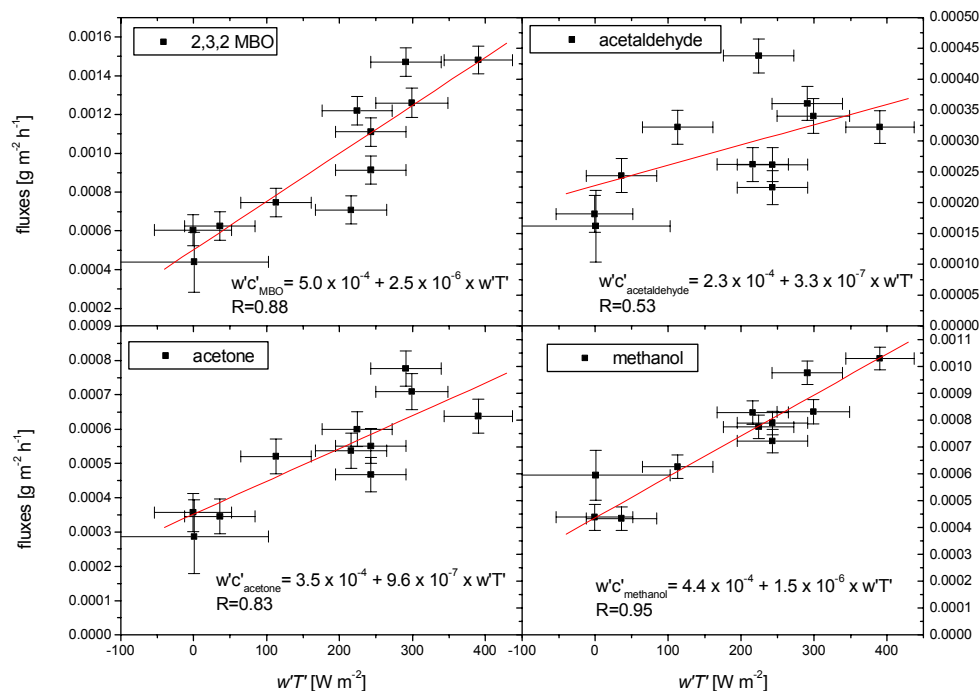 2,3,2 MBO
fluxes [g m-2 h-1]
0.0016
0.0014
0.0012
0.0010
0.0008
0.0006
0.0004
0.0002
0.0000
w'c'MBO= 5.0 x 10-4 + 2.5 x 10-6 x w'T'
R=0.88
acetaldehyde
0.00050
0.00045
0.00040
0.00035
0.00030
0.00025
0.00020
0.00015
0.00010
0.00005
0.00000
w'c'acetaldehyde= 2.3 x 10-4 + 3.3 x 10-7 x w'T'
R=0.53
acetone
fluxes [g m-2 h-1]
0.0009
0.0008
0.0007
0.0006
0.0005
0.0004
0.0003
0.0002
0.0001
0.0000
w'c'acetone= 3.5 x 10-4 + 9.6 x 10-7 x w'T'
R=0.83
-100 0 100 200 300 400
w'T' [W m-2]
methanol
0.0011
0.0010
0.0009
0.0008
0.0007
0.0006
0.0005
0.0004
0.0003
0.0002
0.0001
0.0000
w'c'methanol= 4.4 x 10-4 + 1.5 x 10-6 x w'T'
R=0.95
-100 0 100 200 300 400
w'T' [W m-2]